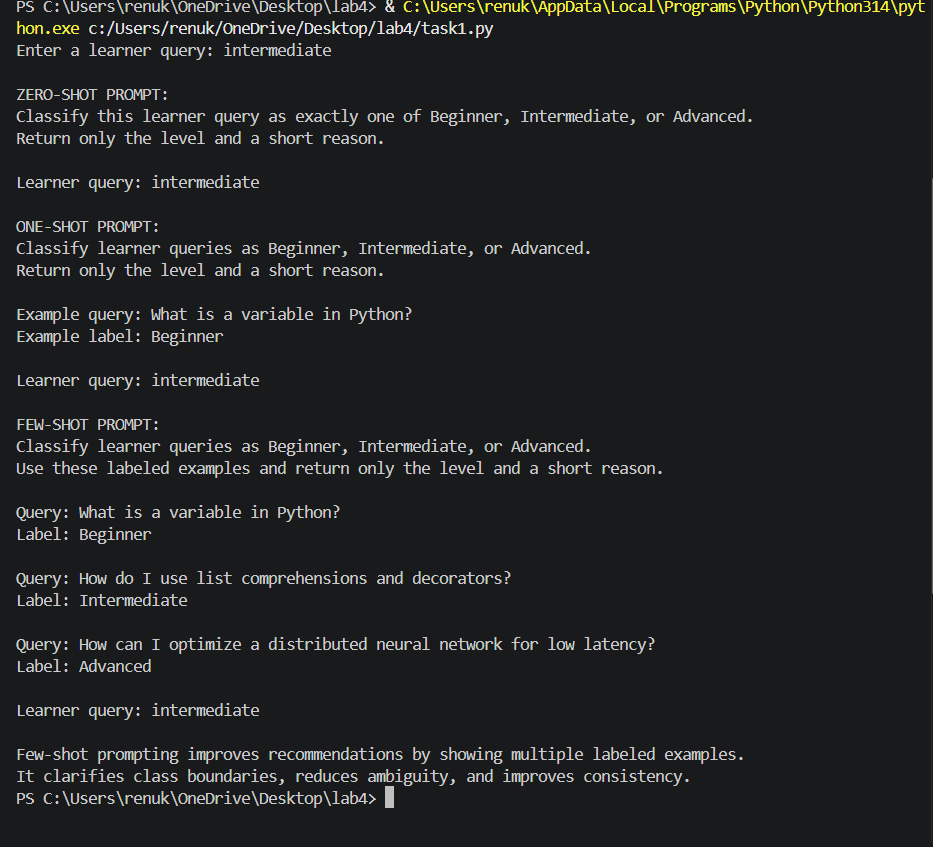 PS C:\Users\renuk\OneDrive\Desktop\lab4> & C:\Users\renuk\AppData\Local\Programs\Python\Python314\pyt
hon.exe c:/Users/renuk/OneDrive/Desktop/lab4/task1.py
Enter a learner query: intermediate
ZERO-SHOT PROMPT:
Classify this learner query as exactly one of Beginner, Intermediate, or Advanced.
Return only the level and a short reason.
Learner query: intermediate
ONE-SHOT PROMPT:
Classify learner queries as Beginner, Intermediate, or Advanced.
Return only the level and a short reason.
Example query: What is a variable in Python?
Example label: Beginner
Learner query: intermediate
FEW-SHOT PROMPT:
Classify learner queries as Beginner, Intermediate, or Advanced.
Use these labeled examples and return only the level and a short reason.
Query: What is a variable in Python?
Label: Beginner
Query: How do I use list comprehensions and decorators?
Label: Intermediate
Query: How can I optimize a distributed neural network for low latency?
Label: Advanced
Learner query: intermediate
Few-shot prompting improves recommendations by showing multiple labeled examples.
It clarifies class boundaries, reduces ambiguity, and improves consistency.
PS C:\Users\renuk\OneDrive\Desktop\lab4>